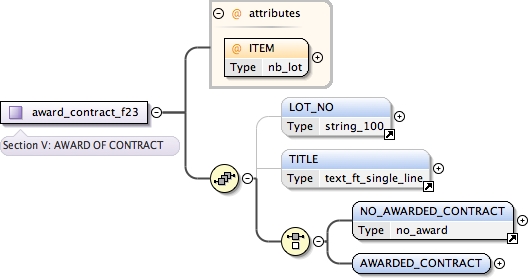 @ attributes
@ ITEM
Type nb_lot
award_contract_f23
Section V: AWARD OF CONTRACT
LOT_NO
Type string_100
TITLE
Type text_ft_single_line
NO_AWARDED_CONTRACT
Type no_award
AWARDED_CONTRACT